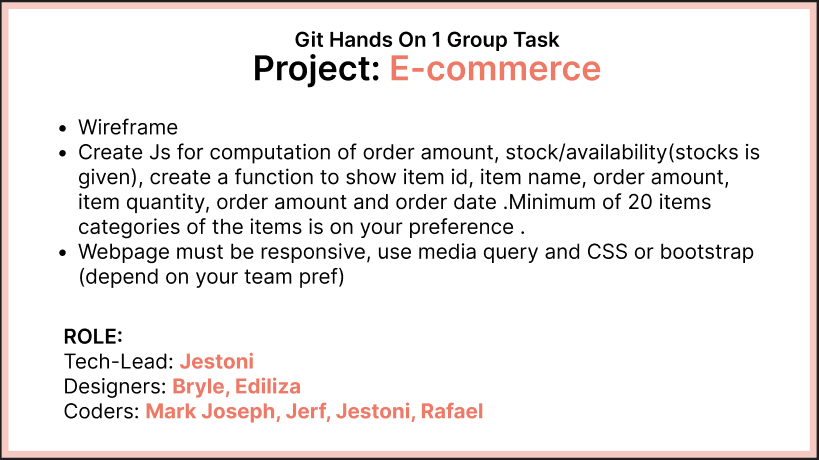 Git Hands On 1 Group Task
Project: E-commerce
• Wireframe
• Create Js for computation of order amount, stock/availability(stocks is
given), create a function to show item id, item name, order amount,
item quantity, order amount and order date .Minimum of 20 items
categories of the items is on your preference .
• Webpage must be responsive, use media query and CSS or bootstrap
(depend on your team pref)
ROLE:
Tech-Lead: Jestoni
Designers: Bryle, Ediliza
Coders: Mark Joseph, Jerf, Jestoni, Rafael